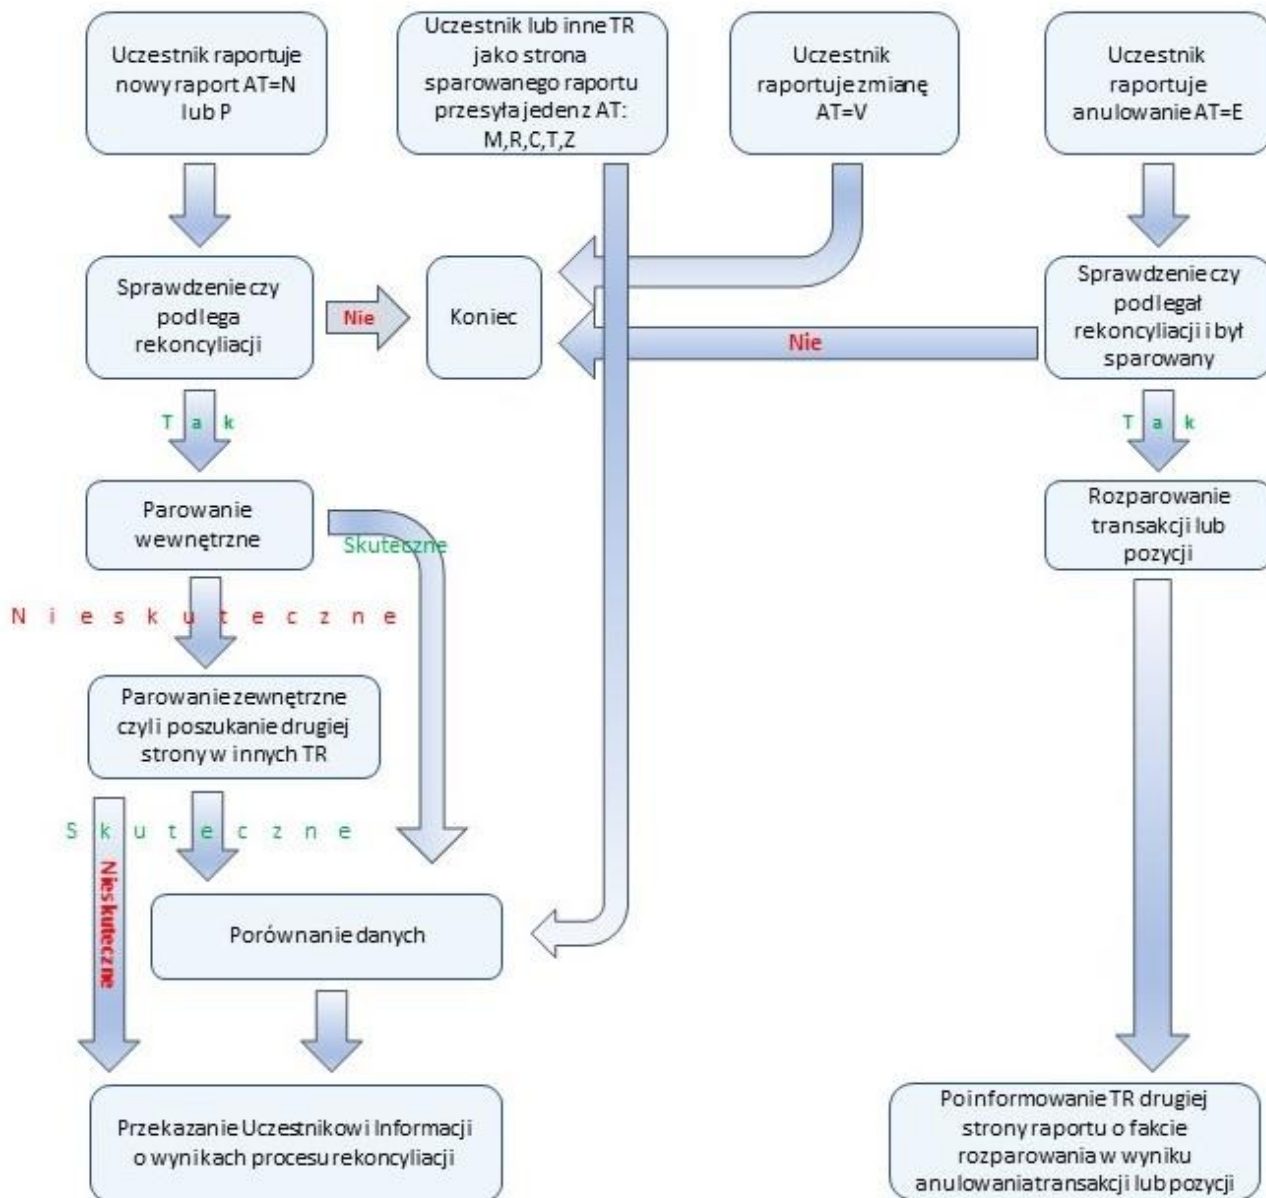 Uczestnik raportuje
nowy raport AT=N
lub P
Uczestnik lub inne TR
jako strona
sparowanego raportu
przesyła jeden z AT:
M,R,C,T,Z
Uczestnik
raportuje zmianę
AT=V
Uczestnik
raportuje
anulowanie AT=E
Sprawdzenie czy
podlega
rekoncyliacji
Nie
Koniec
Nie
Sprawdzenie czy
podlegał
rekoncyliacji i był
sparowany
Tak
Tak
Parowanie
wewnętrzne
Skuteczne
Rozparowanie
transakcji lub
pozycji
Nieskuteczne
Parowanie zewnętrzne
czyli poszukanie drugiej
strony w innych TR
Skuteczne
Nieskuteczne
Porównanie danych
Przekazanie Uczestnikowi Informacji
o wynikach procesu rekoncyliacji
Poinformowanie TR drugiej
strony raportu o fakcie
rozparowania w wyniku
anulowania transakcji lub pozycji